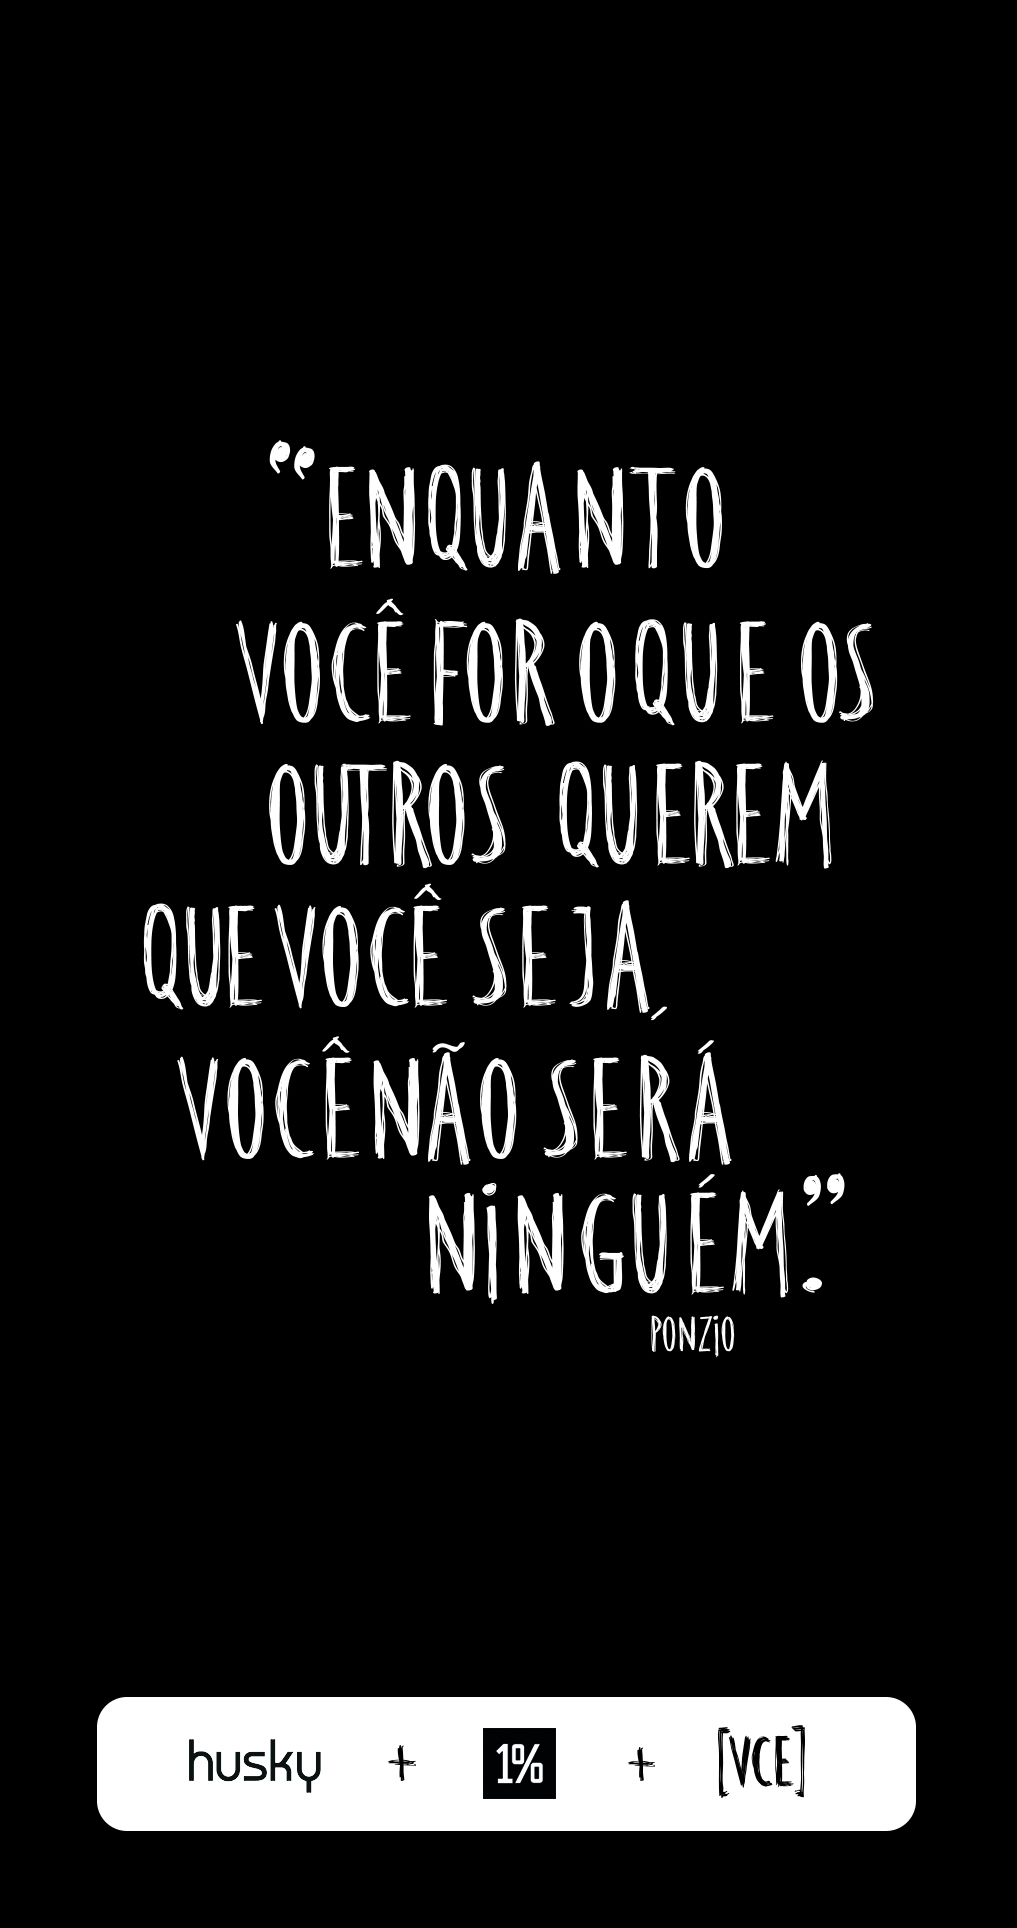 “ENQUANTO
VOCÊ FOR O QUE OS
OUTROS QUEREM
QUE VOCÊ SEJA,
VOCÊ NÃO SERÁ
NiNGUÉM.”
PONZiO
husky + 1% + [VCE]